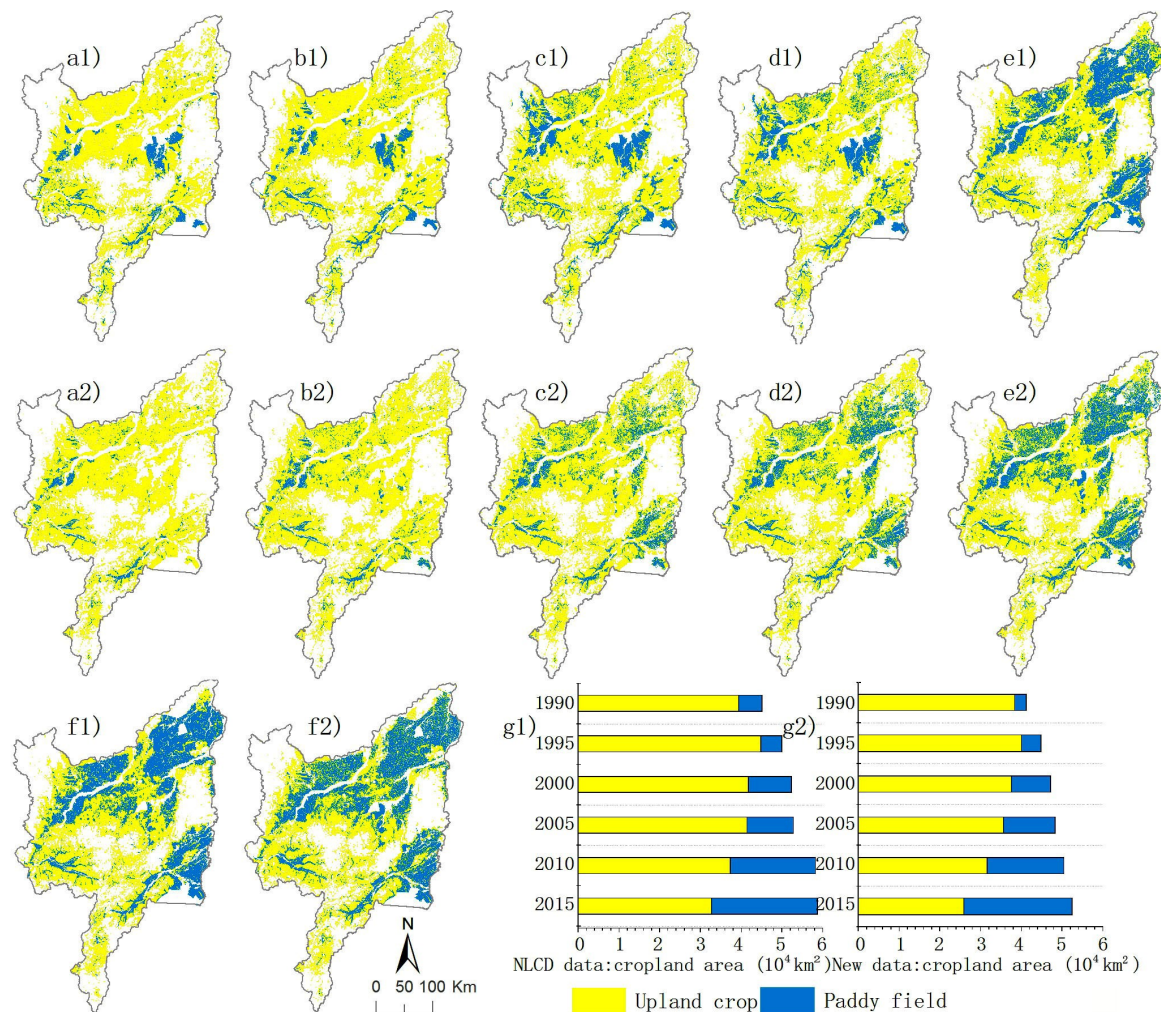 a1)
b1)
c1)
d1)
e1)
a2)
b2)
c2)
d2)
e2)
f1)
f2)
g1)
1990
1995
2000
2005
2010
2015
0 1 2 3 4 5 6
NLCD data:cropland area (10⁴km²)
g2)
1990
1995
2000
2005
2010
2015
0 1 2 3 4 5 6
New data:cropland area (10⁴km²)
N
0 50 100 Km
Upland crop
Paddy field